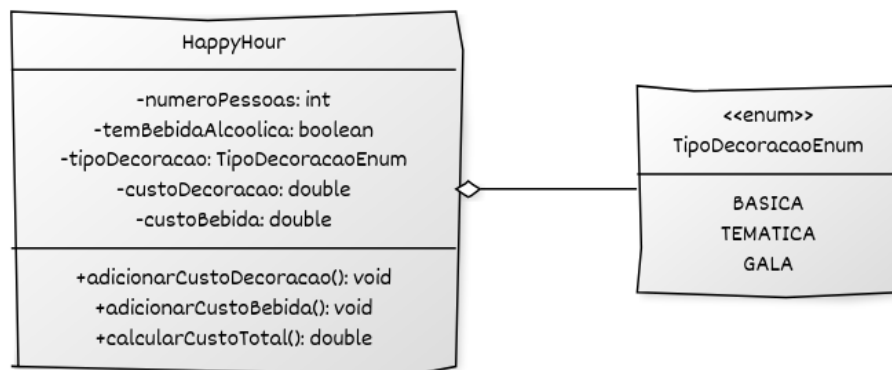 HappyHour
-numeroPessoas: int
-temBebidaAlcoolica: boolean
-tipoDecoracao: TipoDecoracaoEnum
-custoDecoracao: double
-custoBebida: double
+adicionarCustoDecoracao(): void
+adicionarCustoBebida(): void
+calcularCustoTotal(): double
<<enum>>
TipoDecoracaoEnum
BASICA
TEMATICA
GALA